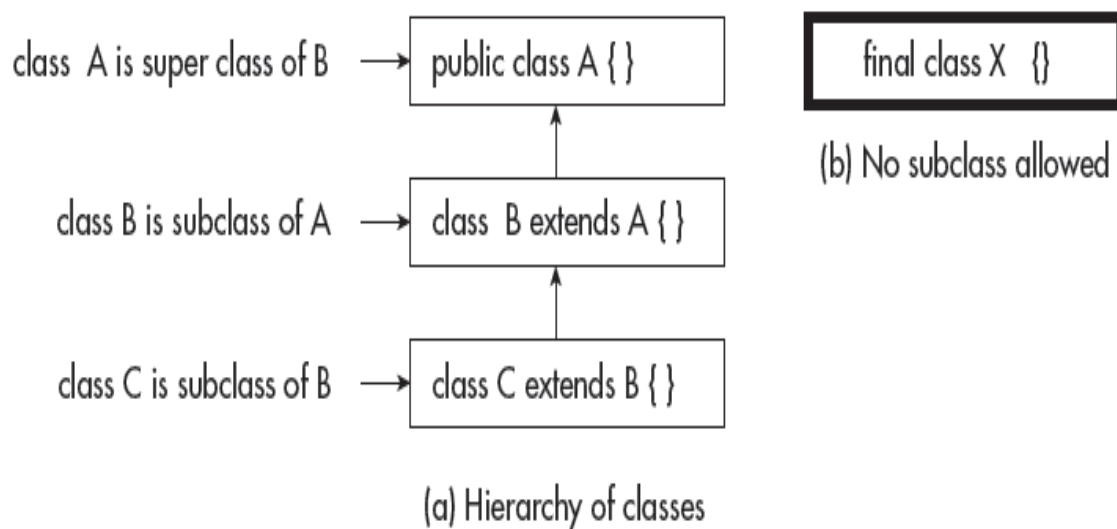 class A is super class of B
public class A { }
final class X {}
(b) No subclass allowed
class B is subclass of A
class B extends A { }
class C is subclass of B
class C extends B { }
(a) Hierarchy of classes